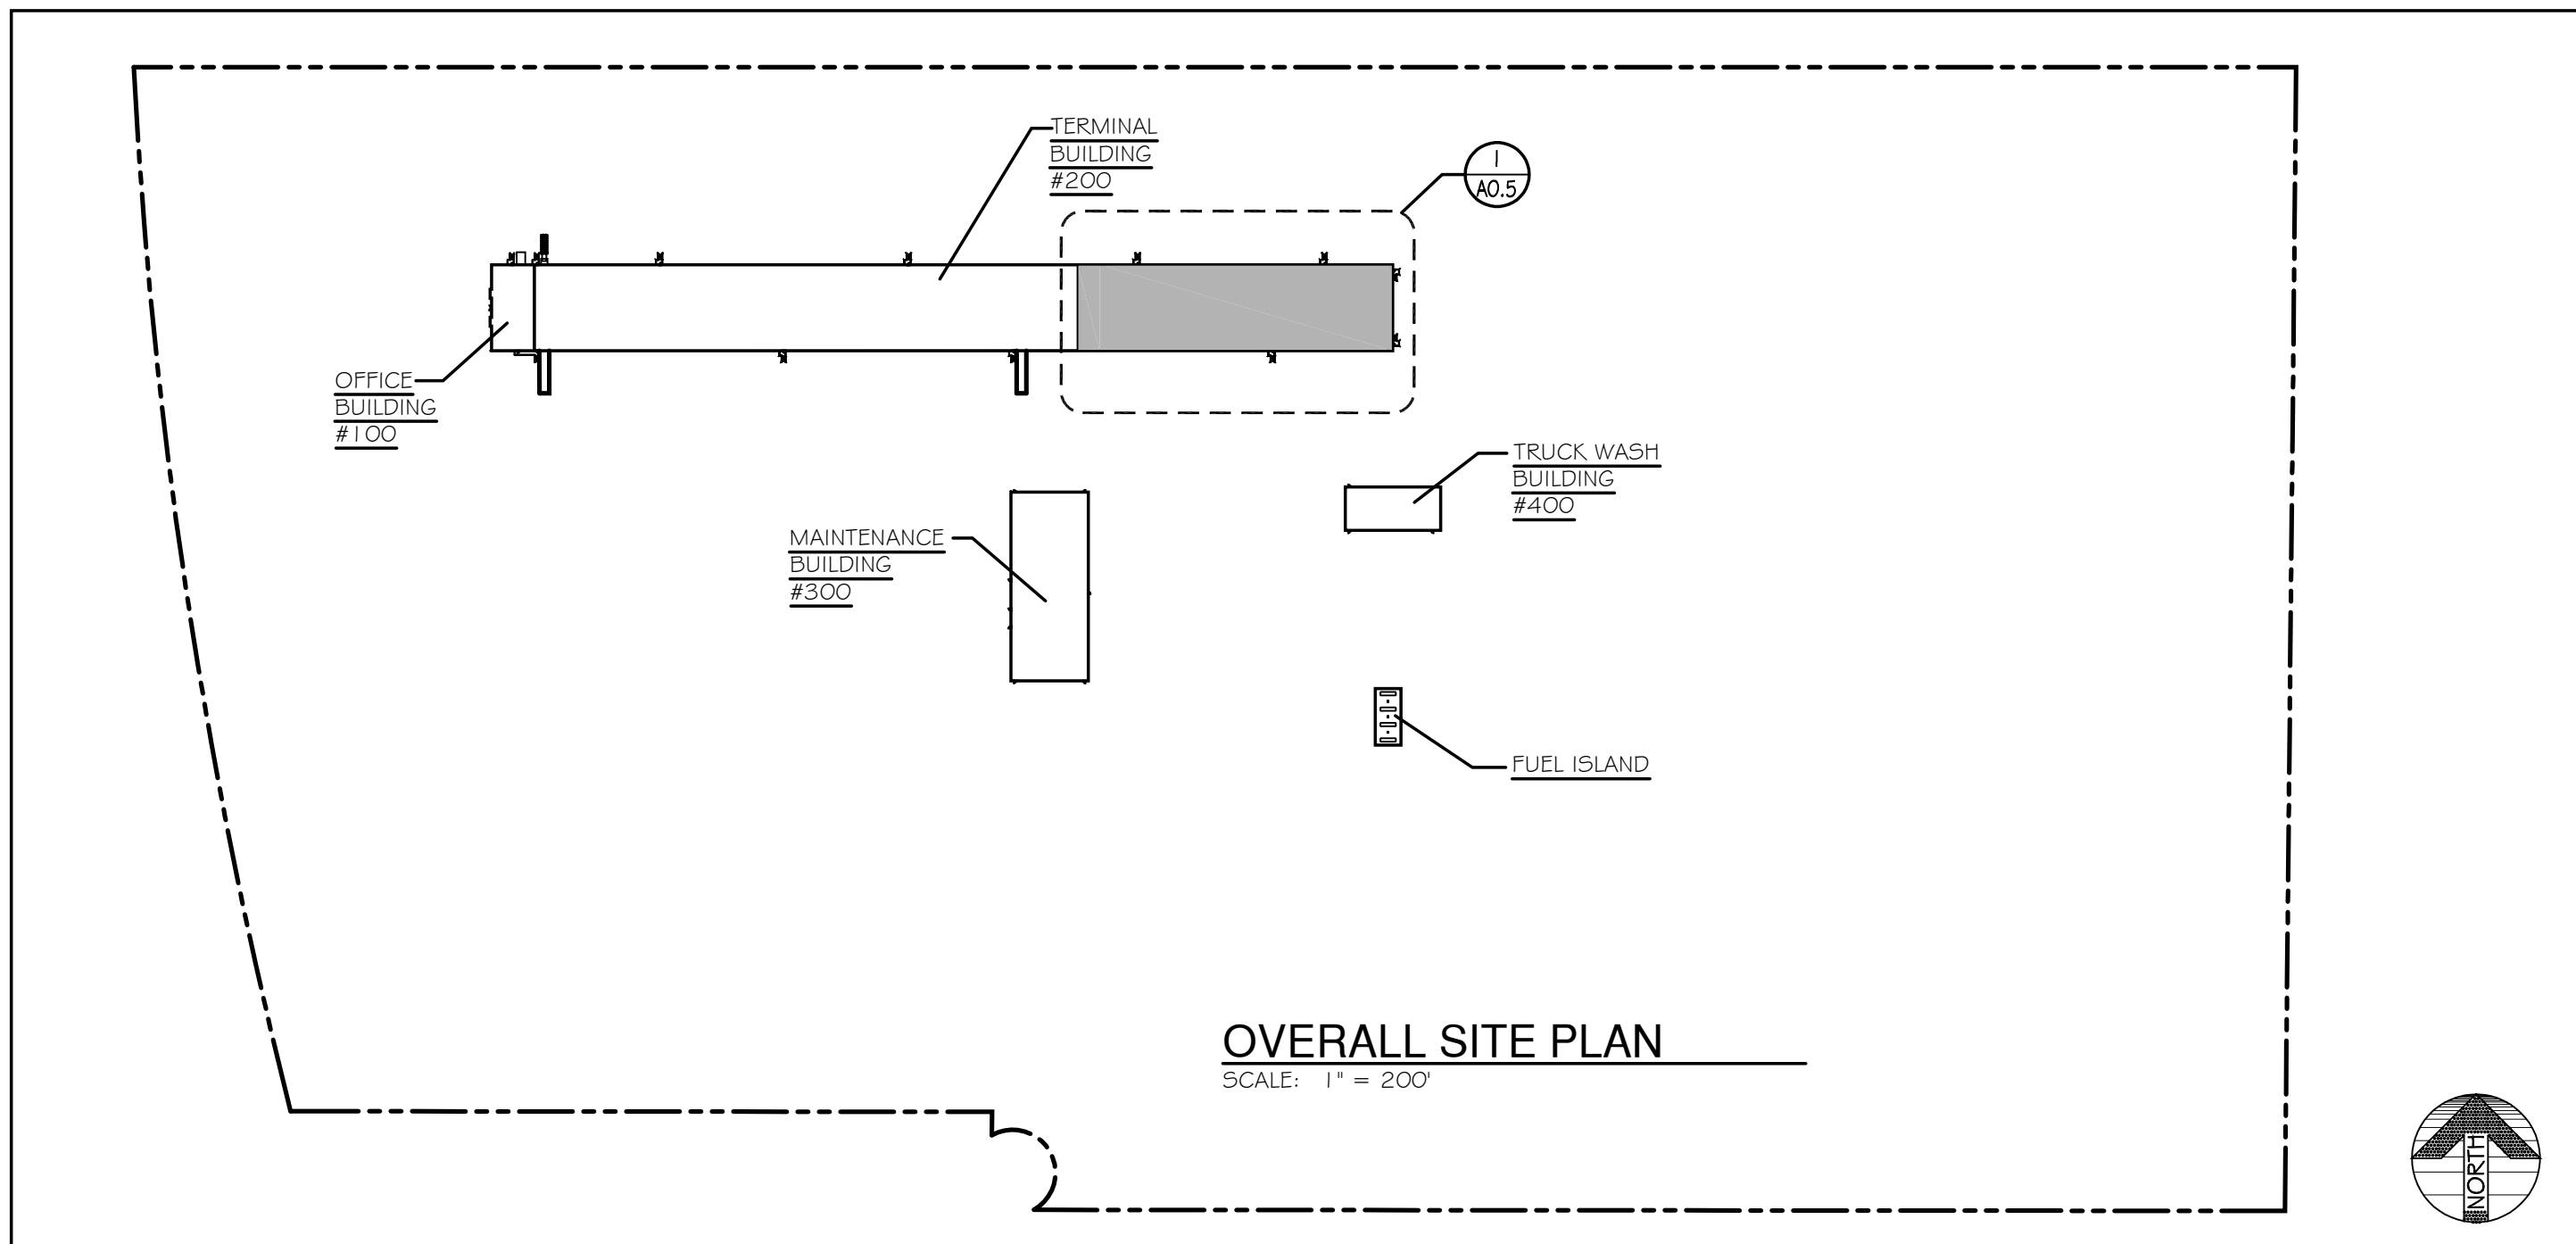 TERMINAL
BUILDING
#200
1
A0.5
OFFICE
BUILDING
#100
TRUCK WASH
BUILDING
#400
MAINTENANCE
BUILDING
#300
FUEL ISLAND
OVERALL SITE PLAN
SCALE: 1" = 200'
NORTH